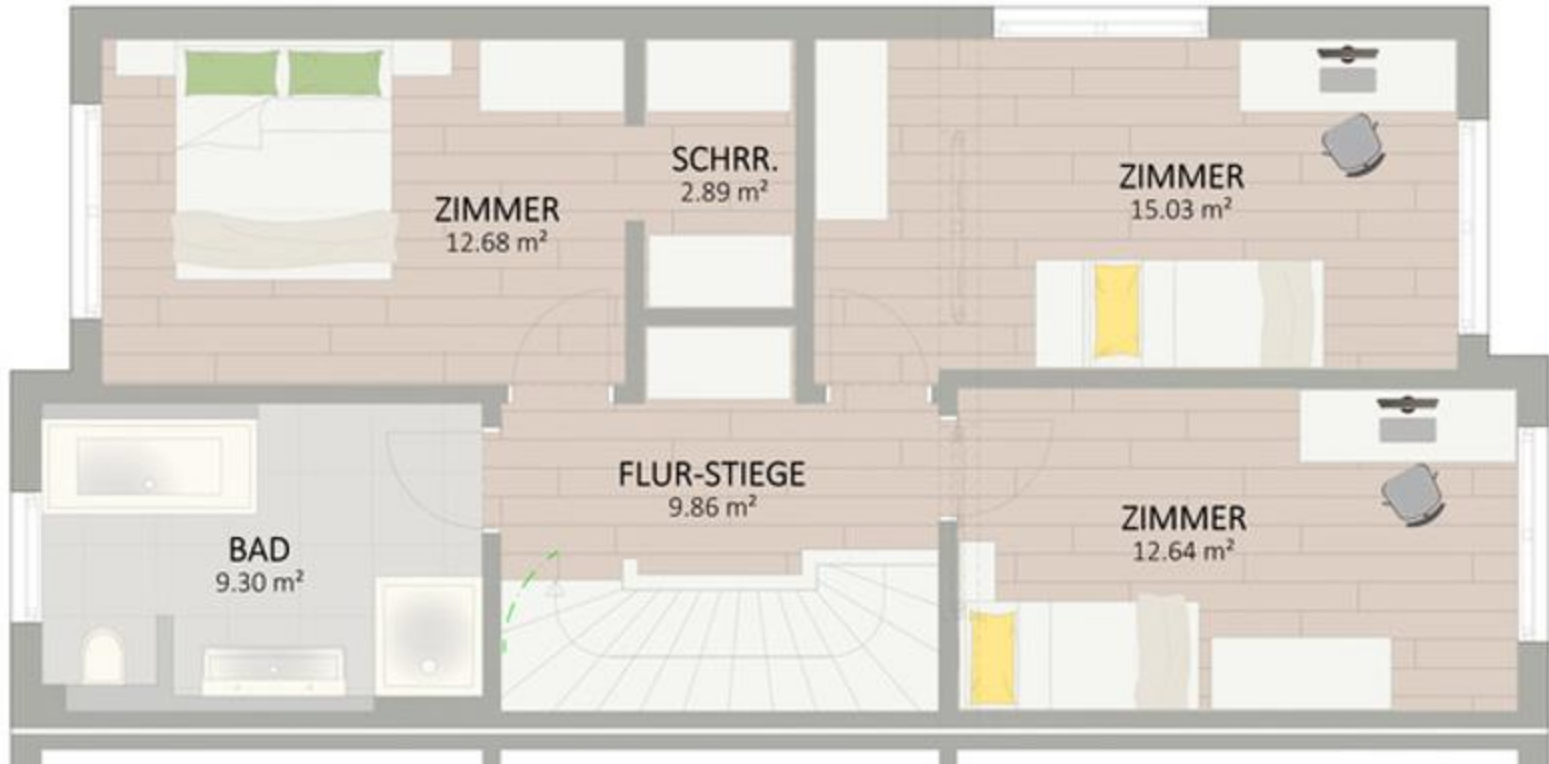 SCHRR.
2.89 m²
ZIMMER
12.68 m²
ZIMMER
15.03 m²
FLUR-STIEGE
9.86 m²
ZIMMER
12.64 m²
BAD
9.30 m²